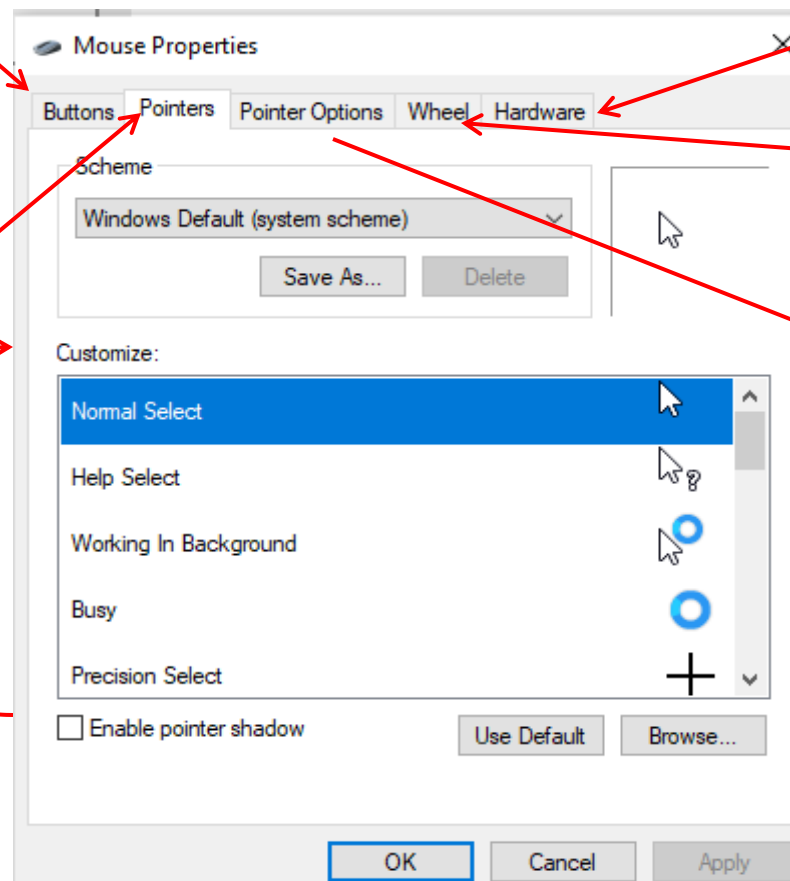 Mouse Properties
Buttons Pointers Pointer Options Wheel Hardware
Scheme
Windows Default (system scheme)
Save As... Delete
Customize:
Normal Select
Help Select
Working In Background
Busy
Precision Select
Enable pointer shadow
Use Default Browse...
OK Cancel Apply